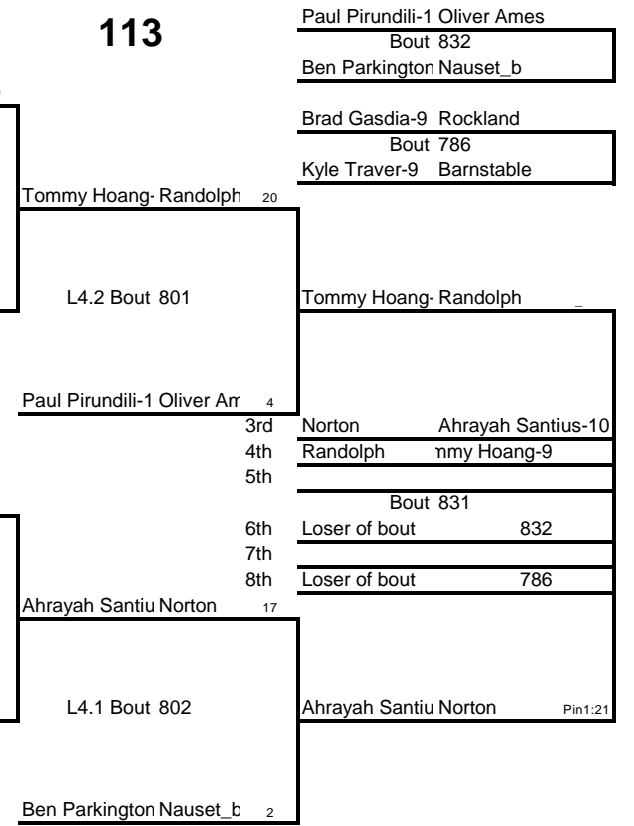 Paul Pirundili-1 Oliver Ames
113
Bout 832
Ben Parkington Nauset_b
Brad Gasdia-9 Rockland
Bout 786
Kyle Traver-9 Barnstable
Tommy Hoang- Randolph 20
L4.2 Bout 801
Tommy Hoang- Randolph _
Paul Pirundili-1 Oliver Am 4
3rd Norton Ahrayah Santius-10
4th Randolph mmy Hoang-9
5th
Bout 831
6th Loser of bout 832
7th
8th Loser of bout 786
Ahrayah Santiu Norton 17
L4.1 Bout 802
Ahrayah Santiu Norton Pin1:21
Ben Parkington Nauset_b 2